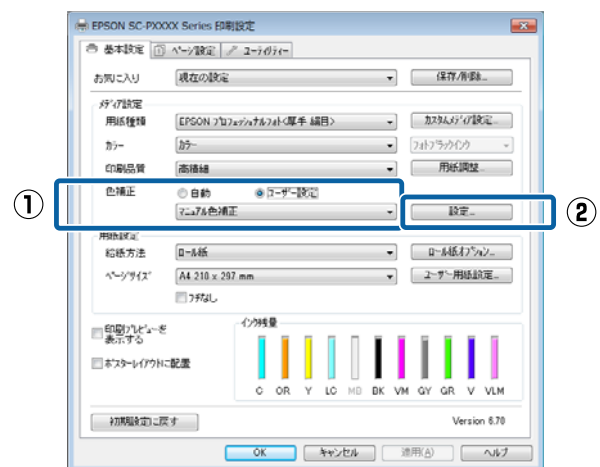 EPSON SC-PXXXX Series 印刷設定
基本設定 ページ設定 ユーティリティー
お気に入り 現在の設定 保存/削除...
メディア設定
用紙種類 EPSON プロフェッショナルフォト<厚手 絹目> カスタムメディア設定...
カラー カラー フォトブラックインク
印刷品質 高精細 用紙調整...
色補正 自動 ユーザー設定
① マニュアル色補正 設定... ②
用紙設定
給紙方法 ロール紙 ロール紙オプション...
ページサイズ A4 210 x 297 mm ユーザー用紙設定...
フチなし
印刷プレビューを表示する
インク残量
ポスターレイアウトに配置
C OR Y LC MB BK VM GY GR V VLM
初期設定に戻す Version 6.70
OK キャンセル 適用(A) ヘルプ